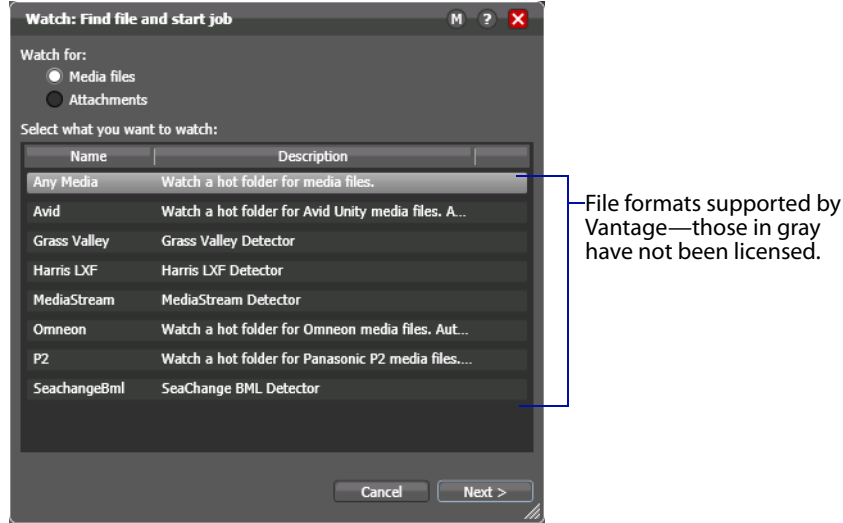 Watch: Find file and start job
M ? X
Watch for:
Media files
Attachments
Select what you want to watch:
Name Description
Any Media Watch a hot folder for media files.
Avid Watch a hot folder for Avid Unity media files. A...
Grass Valley Grass Valley Detector
Harris LXF Harris LXF Detector
MediaStream MediaStream Detector
Omneon Watch a hot folder for Omneon media files. Aut...
P2 Watch a hot folder for Panasonic P2 media files....
SeachangeBml SeaChange BML Detector
File formats supported by
Vantage—those in gray
have not been licensed.
Cancel Next >